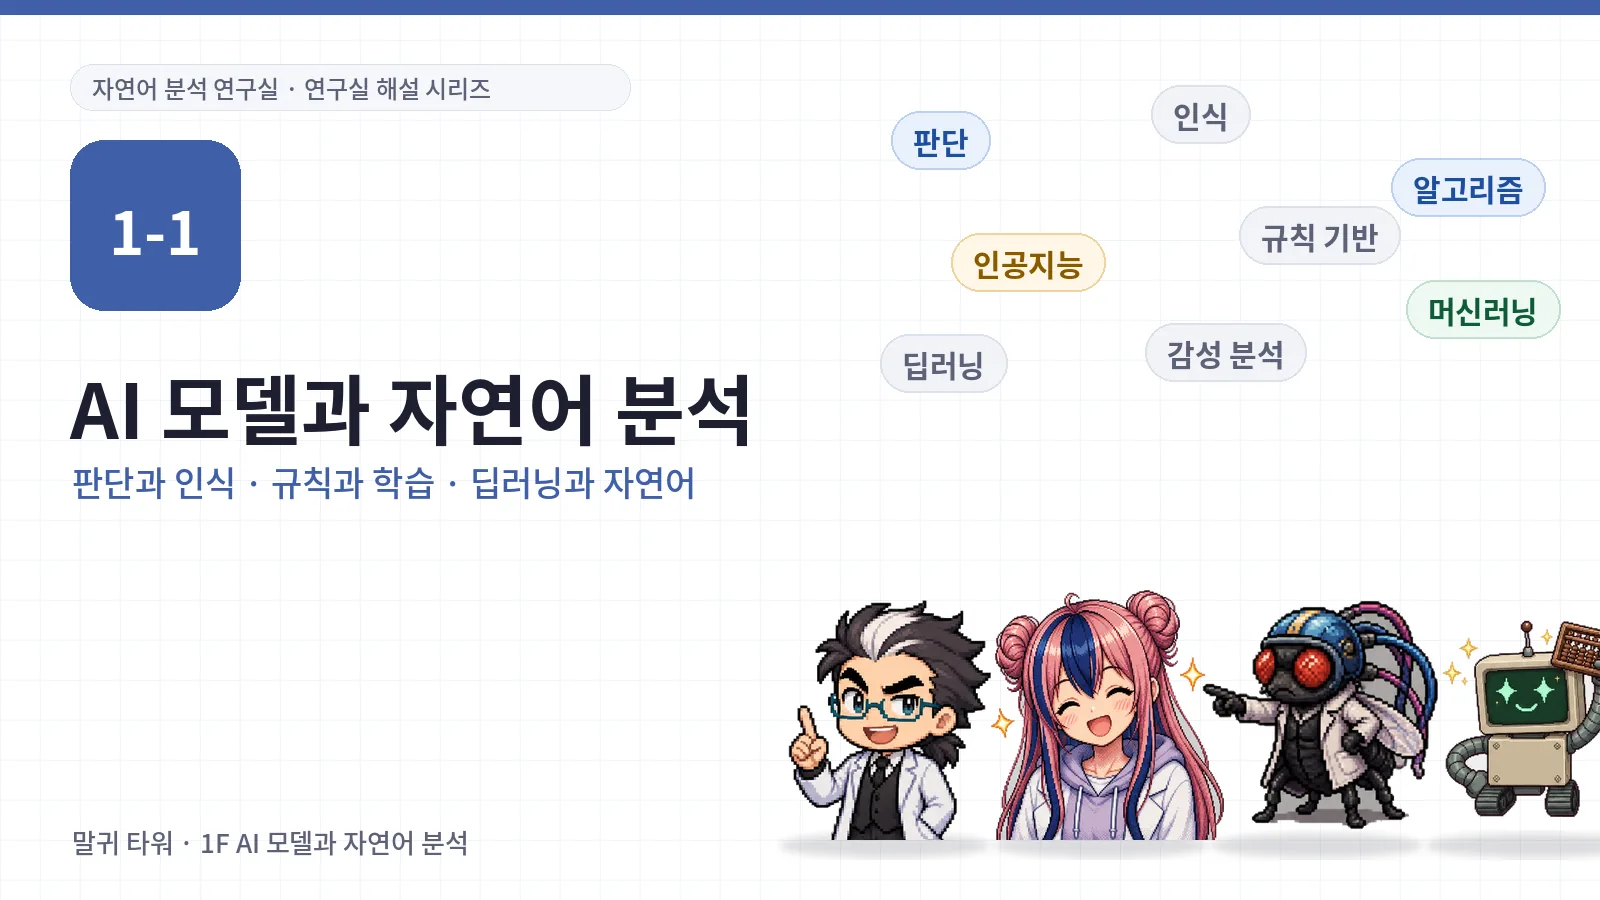 자연어 분석 연구실 · 연구실 해설 시리즈
1-1
AI 모델과 자연어 분석
판단과 인식 · 규칙과 학습 · 딥러닝과 자연어
판단
인식
알고리즘
규칙 기반
인공지능
머신러닝
딥러닝
감성 분석
말귀 타워 · 1F AI 모델과 자연어 분석